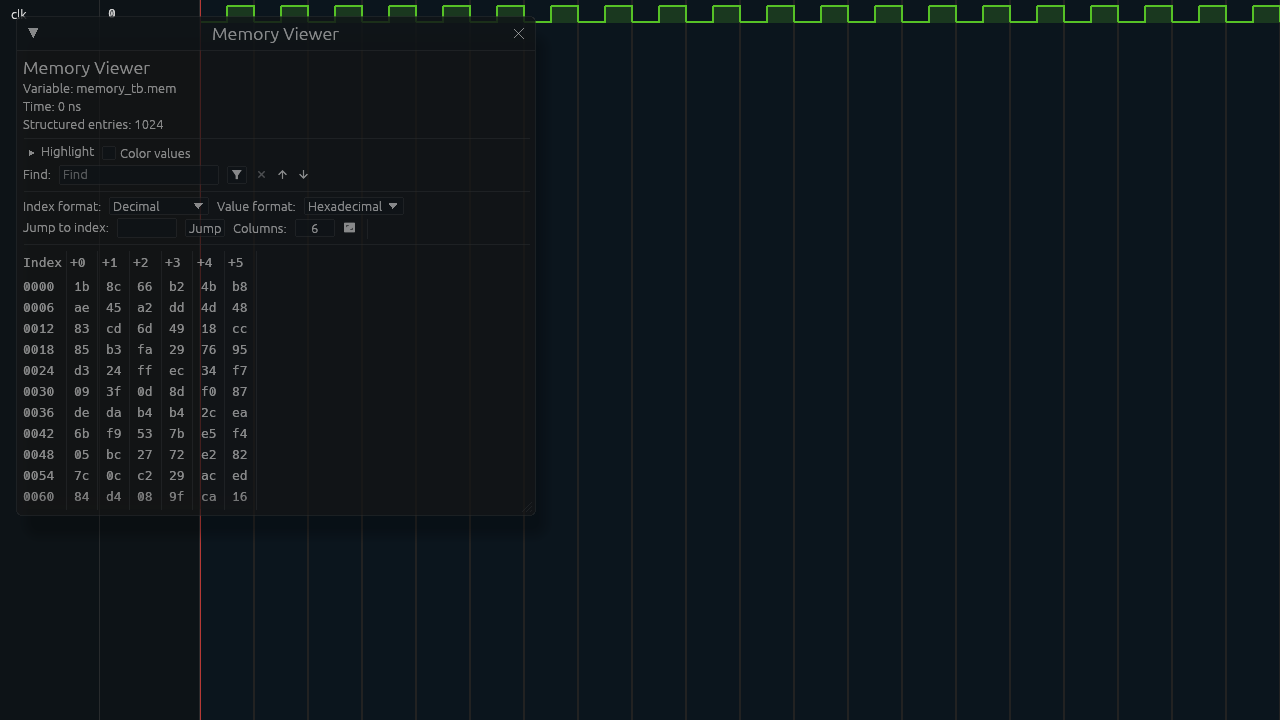 clk 0
Memory Viewer
Memory Viewer
Variable: memory_tb.mem
Time: 0 ns
Structured entries: 1024
Highlight Color values
Find: Find
Index format: Decimal Value format: Hexadecimal
Jump to index: Jump Columns: 6
Index +0 +1 +2 +3 +4 +5
0000 1b 8c 66 b2 4b b8
0006 ae 45 a2 dd 4d 48
0012 83 cd 6d 49 18 cc
0018 85 b3 fa 29 76 95
0024 d3 24 ff ec 34 f7
0030 09 3f 0d 8d f0 87
0036 de da b4 b4 2c ea
0042 6b f9 53 7b e5 f4
0048 05 bc 27 72 e2 82
0054 7c 0c c2 29 ac ed
0060 84 d4 08 9f ca 16